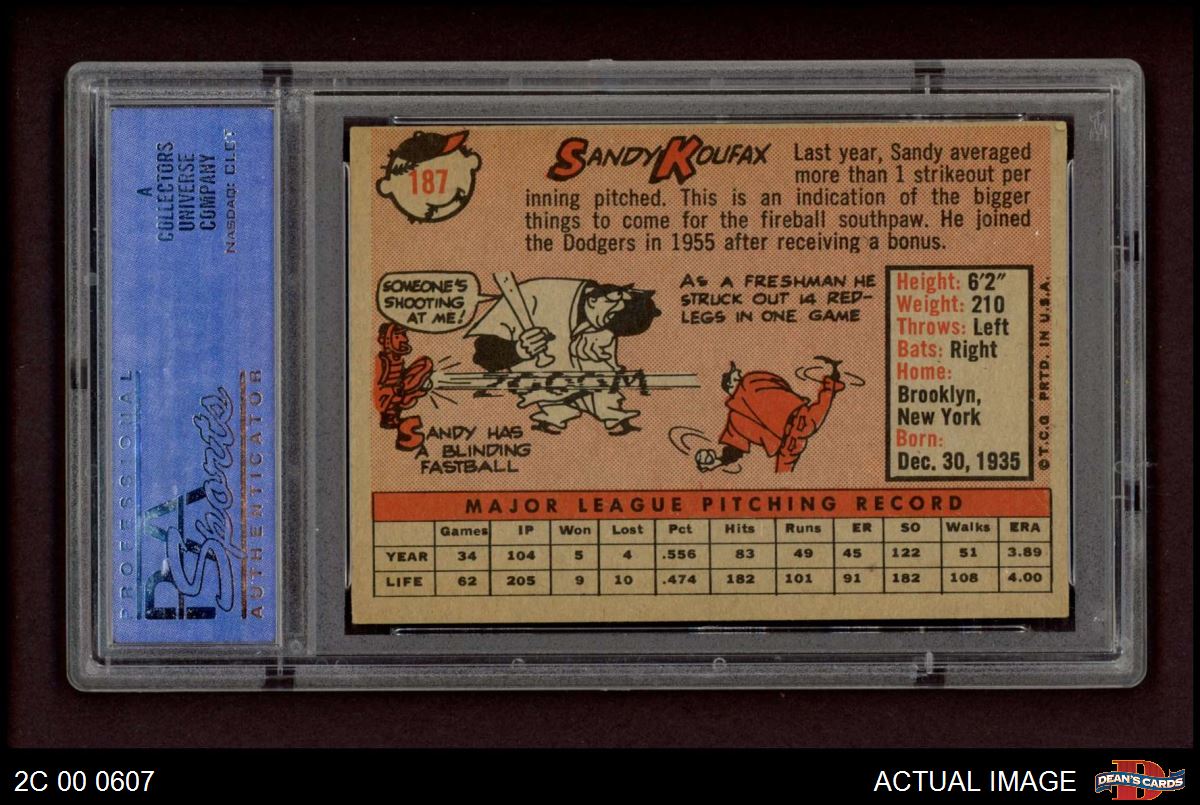 A
COLLECTORS
UNIVERSE
COMPANY
NASDAQ: CLCT
PROFESSIONAL
PSA
Sports
AUTHENTICATOR
187
SANDY KOUFAX
Last year, Sandy averaged
more than 1 strikeout per
inning pitched. This is an indication of the bigger
things to come for the fireball southpaw. He joined
the Dodgers in 1955 after receiving a bonus.
SOMEONE'S
SHOOTING
AT ME!
ZOOOM
SANDY HAS
A BLINDING
FASTBALL
AS A FRESHMAN HE
STRUCK OUT 14 RED-
LEGS IN ONE GAME
Height: 6'2"
Weight: 210
Throws: Left
Bats: Right
Home:
Brooklyn,
New York
Born:
Dec. 30, 1935
©T.C.G PRTD. IN U.S.A.
MAJOR LEAGUE PITCHING RECORD
Games IP Won Lost Pct Hits Runs ER SO Walks ERA
YEAR 34 104 5 4 .556 83 49 45 122 51 3.89
LIFE 62 205 9 10 .474 182 101 91 182 108 4.00
2C 00 0607
ACTUAL IMAGE
DEAN'S CARDS